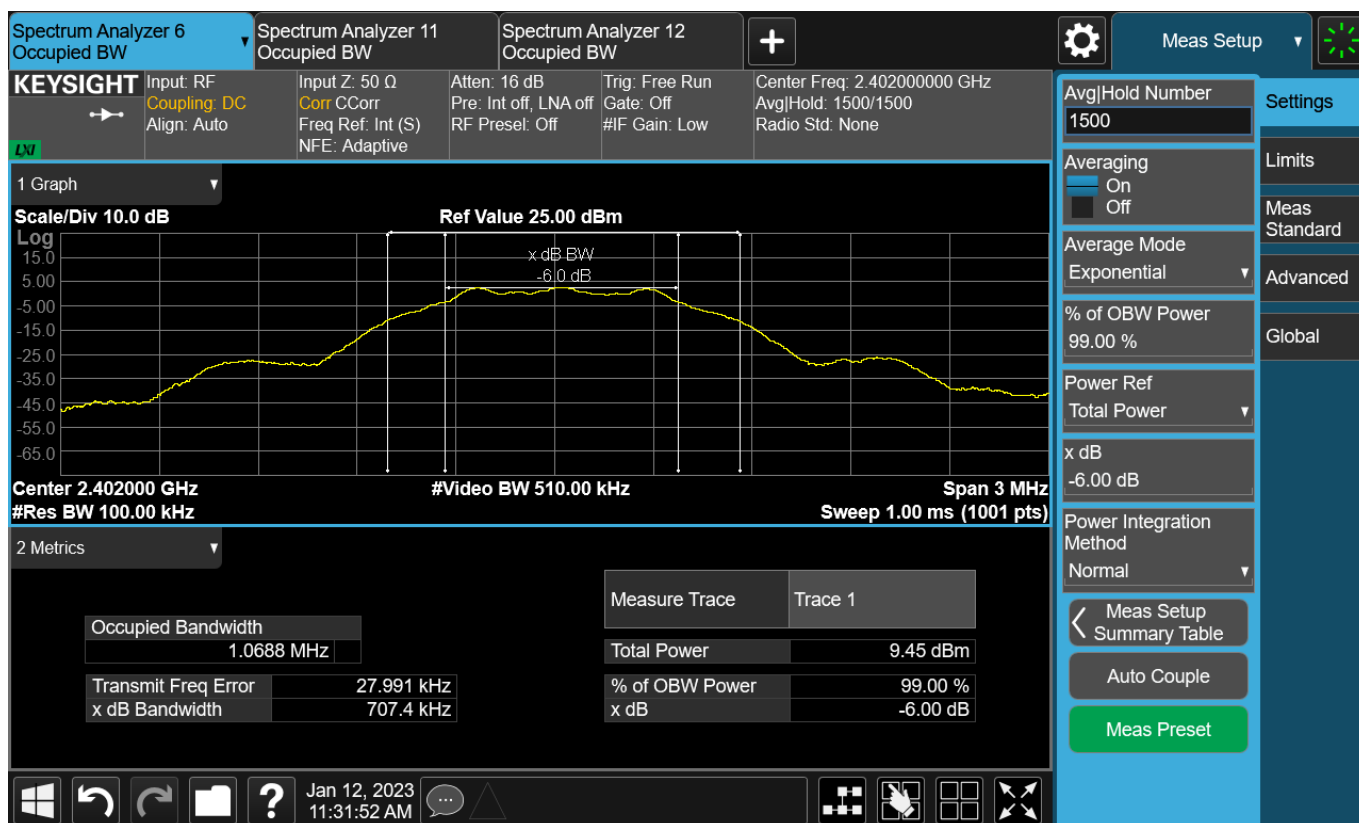 Spectrum Analyzer 6
Occupied BW
Spectrum Analyzer 11
Occupied BW
Spectrum Analyzer 12
Occupied BW
Meas Setup
KEYSIGHT
LXI
Input: RF
Coupling: DC
Align: Auto
Input Z: 50 Ω
Corr CCorr
Freq Ref: Int (S)
NFE: Adaptive
Atten: 16 dB
Pre: Int off, LNA off
RF Presel: Off
Trig: Free Run
Gate: Off
#IF Gain: Low
Center Freq: 2.402000000 GHz
Avg|Hold: 1500/1500
Radio Std: None
1 Graph
Scale/Div 10.0 dB
Ref Value 25.00 dBm
Log
15.0
5.00
-5.00
-15.0
-25.0
-35.0
-45.0
-55.0
-65.0
x dB BW
-6.0 dB
Center 2.402000 GHz
#Video BW 510.00 kHz
Span 3 MHz
#Res BW 100.00 kHz
Sweep 1.00 ms (1001 pts)
2 Metrics
Measure Trace
Trace 1
Occupied Bandwidth
1.0688 MHz
Total Power
9.45 dBm
Transmit Freq Error
27.991 kHz
% of OBW Power
99.00 %
x dB Bandwidth
707.4 kHz
x dB
-6.00 dB
Avg|Hold Number
1500
Averaging
On
Off
Average Mode
Exponential
% of OBW Power
99.00 %
Power Ref
Total Power
x dB
-6.00 dB
Power Integration
Method
Normal
Meas Setup
Summary Table
Auto Couple
Meas Preset
Settings
Limits
Meas
Standard
Advanced
Global
?
Jan 12, 2023
11:31:52 AM